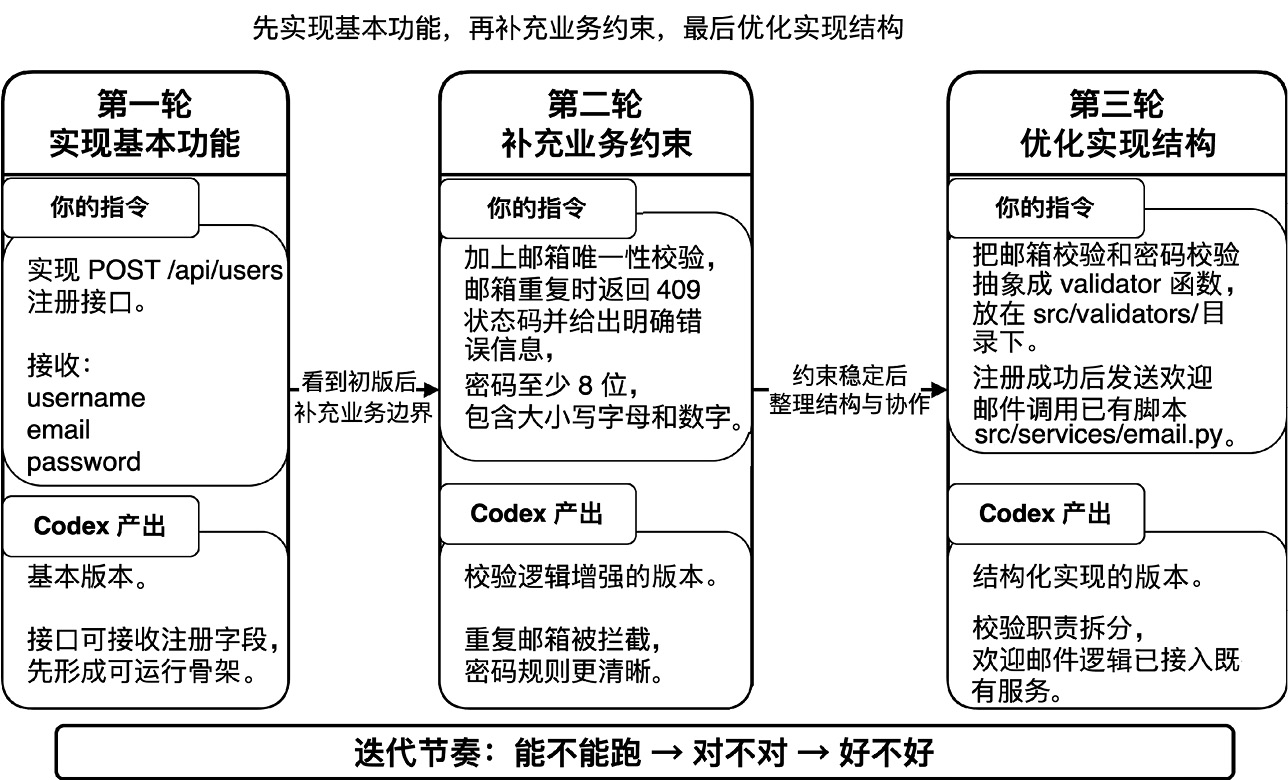 先实现基本功能，再补充业务约束，最后优化实现结构
第一轮
实现基本功能
你的指令
实现 POST /api/users
注册接口。
接收：
username
email
password
Codex 产出
基本版本。
接口可接收注册字段，
先形成可运行骨架。
看到初版后
补充业务边界
第二轮
补充业务约束
你的指令
加上邮箱唯一性校验，
邮箱重复时返回 409
状态码并给出明确错
误信息，
密码至少 8 位，
包含大小写字母和数字。
Codex 产出
校验逻辑增强的版本。
重复邮箱被拦截，
密码规则更清晰。
约束稳定后
整理结构与协作
第三轮
优化实现结构
你的指令
把邮箱校验和密码校验
抽象成 validator 函数，
放在 src/validators/目
录下。
注册成功后发送欢迎
邮件调用已有脚本
src/services/email.py。
Codex 产出
结构化实现的版本。
校验职责拆分，
欢迎邮件逻辑已接入既
有服务。
迭代节奏：能不能跑 → 对不对 → 好不好